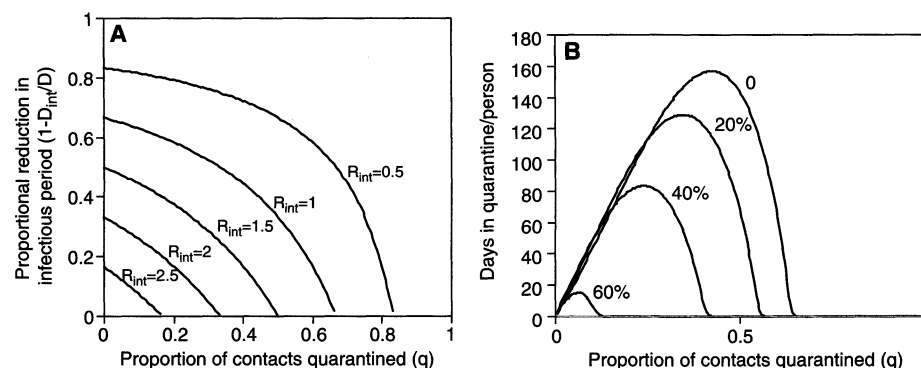 A
Proportional reduction in
infectious period (1-D_int/D)
1
0.8
0.6
0.4
0.2
0
R_int=0.5
R_int=1
R_int=1.5
R_int=2
R_int=2.5
0 0.2 0.4 0.6 0.8 1
Proportion of contacts quarantined (q)
B
Days in quarantine/person
180
160
140
120
100
80
60
40
20
0
0
20%
40%
60%
0 0.5
Proportion of contacts quarantined (q)